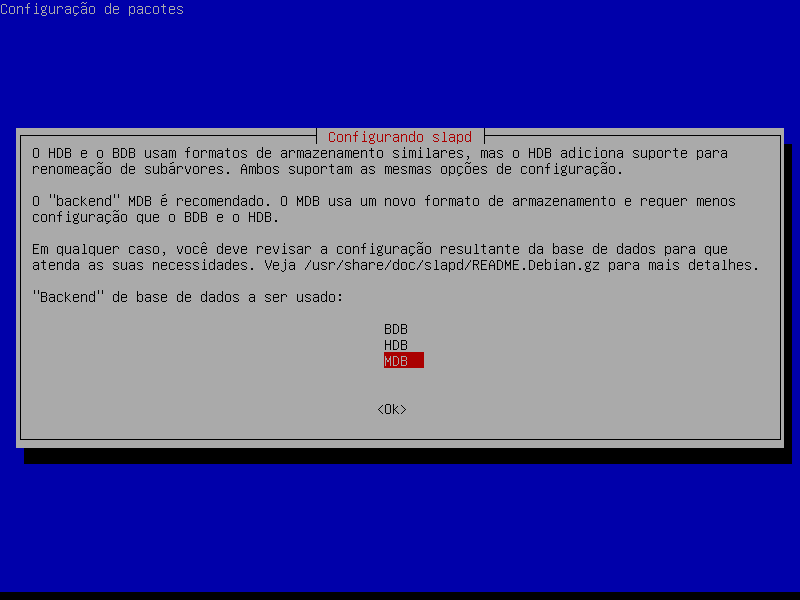 Configuração de pacotes
Configurando slapd
O HDB e o BDB usam formatos de armazenamento similares, mas o HDB adiciona suporte para
renomeação de subárvores. Ambos suportam as mesmas opções de configuração.
O "backend" MDB é recomendado. O MDB usa um novo formato de armazenamento e requer menos
configuração que o BDB e o HDB.
Em qualquer caso, você deve revisar a configuração resultante da base de dados para que
atenda as suas necessidades. Veja /usr/share/doc/slapd/README.Debian.gz para mais detalhes.
"Backend" de base de dados a ser usado:
BDB
HDB
MDB
<Ok>